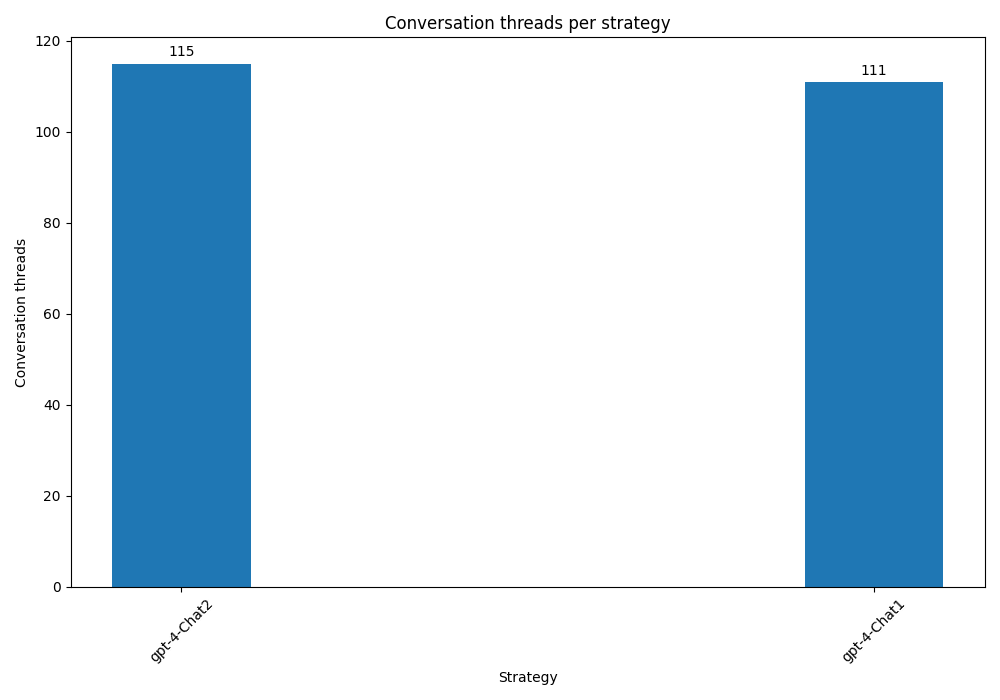 Conversation threads per strategy
120
100
80
60
40
20
0
Conversation threads
115
111
gpt-4-Chat2
gpt-4-Chat1
Strategy